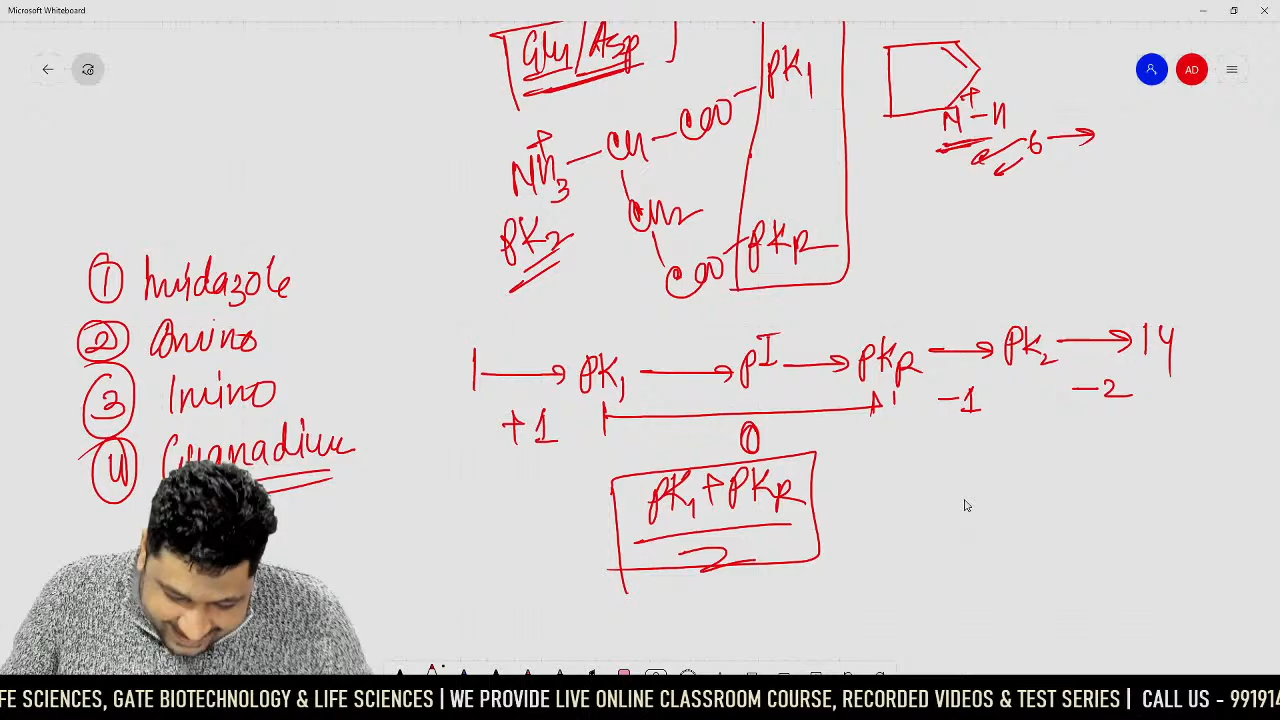 Microsoft Whiteboard
AD
Glu/Asp
pK1
N+-H
6
NH3+ - CH - COO
pK2
CH2
COO
pKR
① Imidazole
② Amino
③ Imino
④
1 → pK1 → pI → pKR → pK2 → 14
+1
0
-1
-2
pK1+pKR
2
FE SCIENCES, GATE BIOTECHNOLOGY & LIFE SCIENCES | WE PROVIDE LIVE ONLINE CLASSROOM COURSE, RECORDED VIDEOS & TEST SERIES | CALL US - 99191